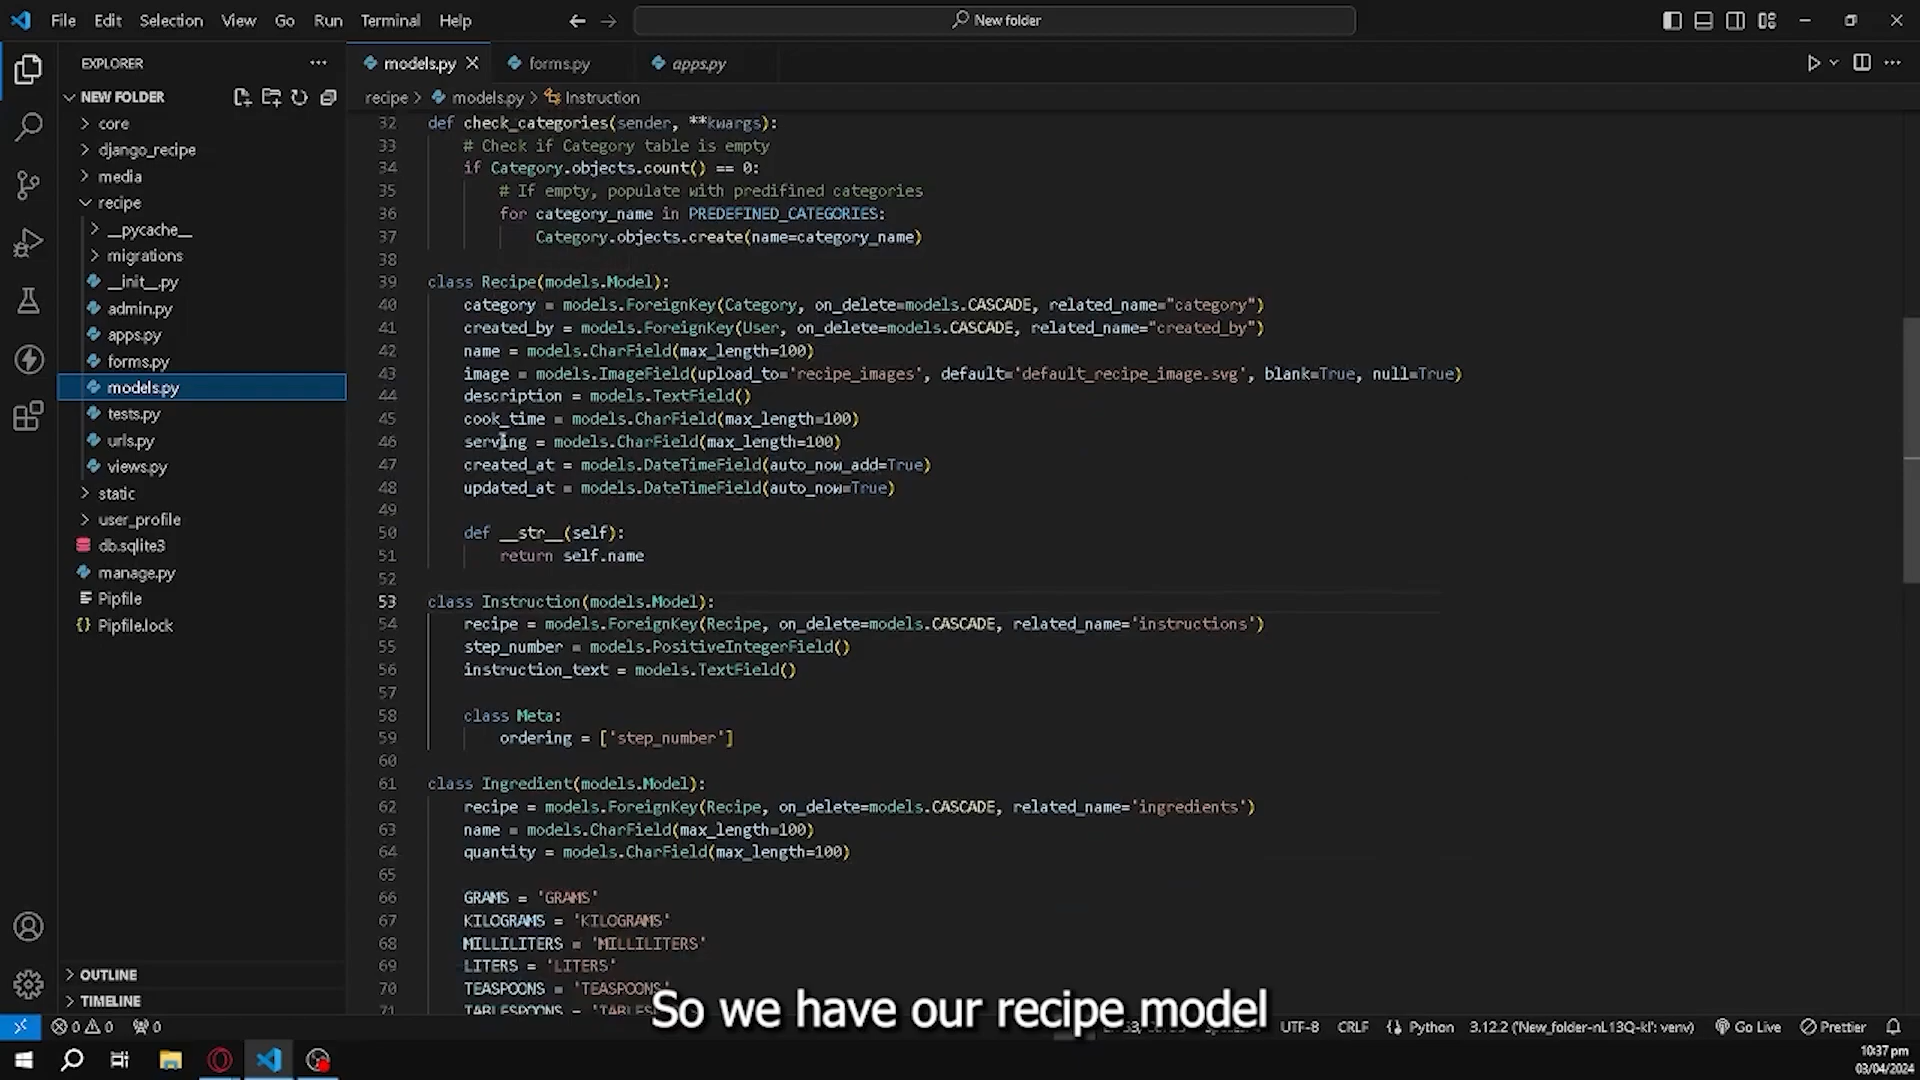 File Edit Selection View Go Run Terminal Help
New folder
EXPLORER
models.py
forms.py
apps.py
NEW FOLDER
recipe > models.py > Instruction
core
django_recipe
media
recipe
__pycache__
migrations
__init__.py
admin.py
apps.py
forms.py
models.py
tests.py
urls.py
views.py
static
user_profile
db.sqlite3
manage.py
Pipfile
Pipfile.lock
OUTLINE
TIMELINE
32 def check_categories(sender, **kwargs):
33 # Check if Category table is empty
34 if Category.objects.count() == 0:
35 # If empty, populate with predifined categories
36 for category_name in PREDEFINED_CATEGORIES:
37 Category.objects.create(name=category_name)
38
39 class Recipe(models.Model):
40 category = models.ForeignKey(Category, on_delete=models.CASCADE, related_name="category")
41 created_by = models.ForeignKey(User, on_delete=models.CASCADE, related_name="created_by")
42 name = models.CharField(max_length=100)
43 image = models.ImageField(upload_to='recipe_images', default='default_recipe_image.svg', blank=True, null=True)
44 description = models.TextField()
45 cook_time = models.CharField(max_length=100)
46 serving = models.CharField(max_length=100)
47 created_at = models.DateTimeField(auto_now_add=True)
48 updated_at = models.DateTimeField(auto_now=True)
49
50 def __str__(self):
51 return self.name
52
53 class Instruction(models.Model):
54 recipe = models.ForeignKey(Recipe, on_delete=models.CASCADE, related_name='instructions')
55 step_number = models.PositiveIntegerField()
56 instruction_text = models.TextField()
57
58 class Meta:
59 ordering = ['step_number']
60
61 class Ingredient(models.Model):
62 recipe = models.ForeignKey(Recipe, on_delete=models.CASCADE, related_name='ingredients')
63 name = models.CharField(max_length=100)
64 quantity = models.CharField(max_length=100)
65
66 GRAMS = 'GRAMS'
67 KILOGRAMS = 'KILOGRAMS'
68 MILLILITERS = 'MILLILITERS'
69 LITERS = 'LITERS'
70 TEASPOONS = 'TEASPOONS'
71 TABLESPOONS =
So we have our recipe model
0 0 0
UTF-8 CRLF Python 3.12.2 ('New_folder-nL13Q-kl': venv) Go Live Prettier
10:37 pm
03/04/2024